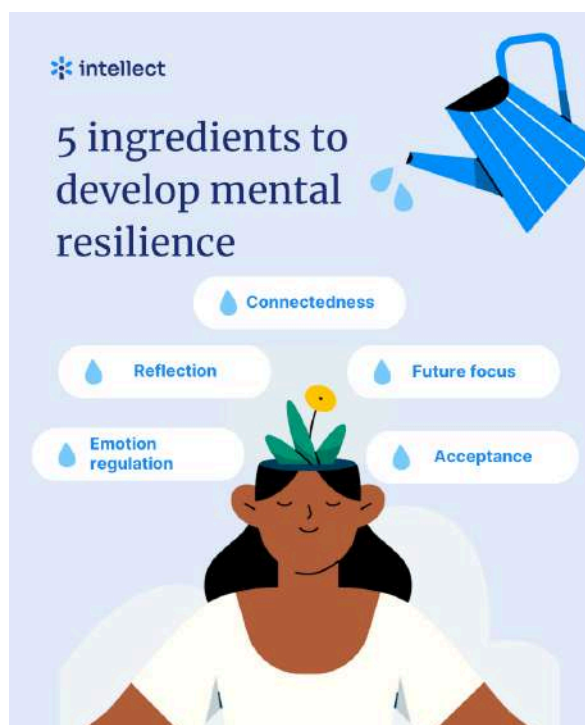 intellect
5 ingredients to
develop mental
resilience
Connectedness
Reflection
Future focus
Emotion
regulation
Acceptance